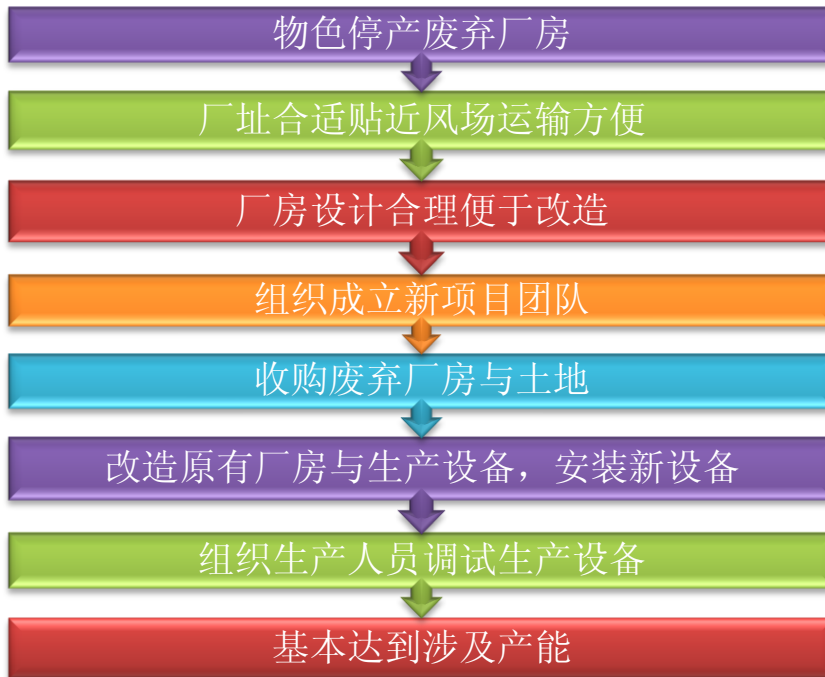 物色停产废弃厂房
厂址合适贴近风场运输方便
厂房设计合理便于改造
组织成立新项目团队
收购废弃厂房与土地
改造原有厂房与生产设备，安装新设备
组织生产人员调试生产设备
基本达到涉及产能